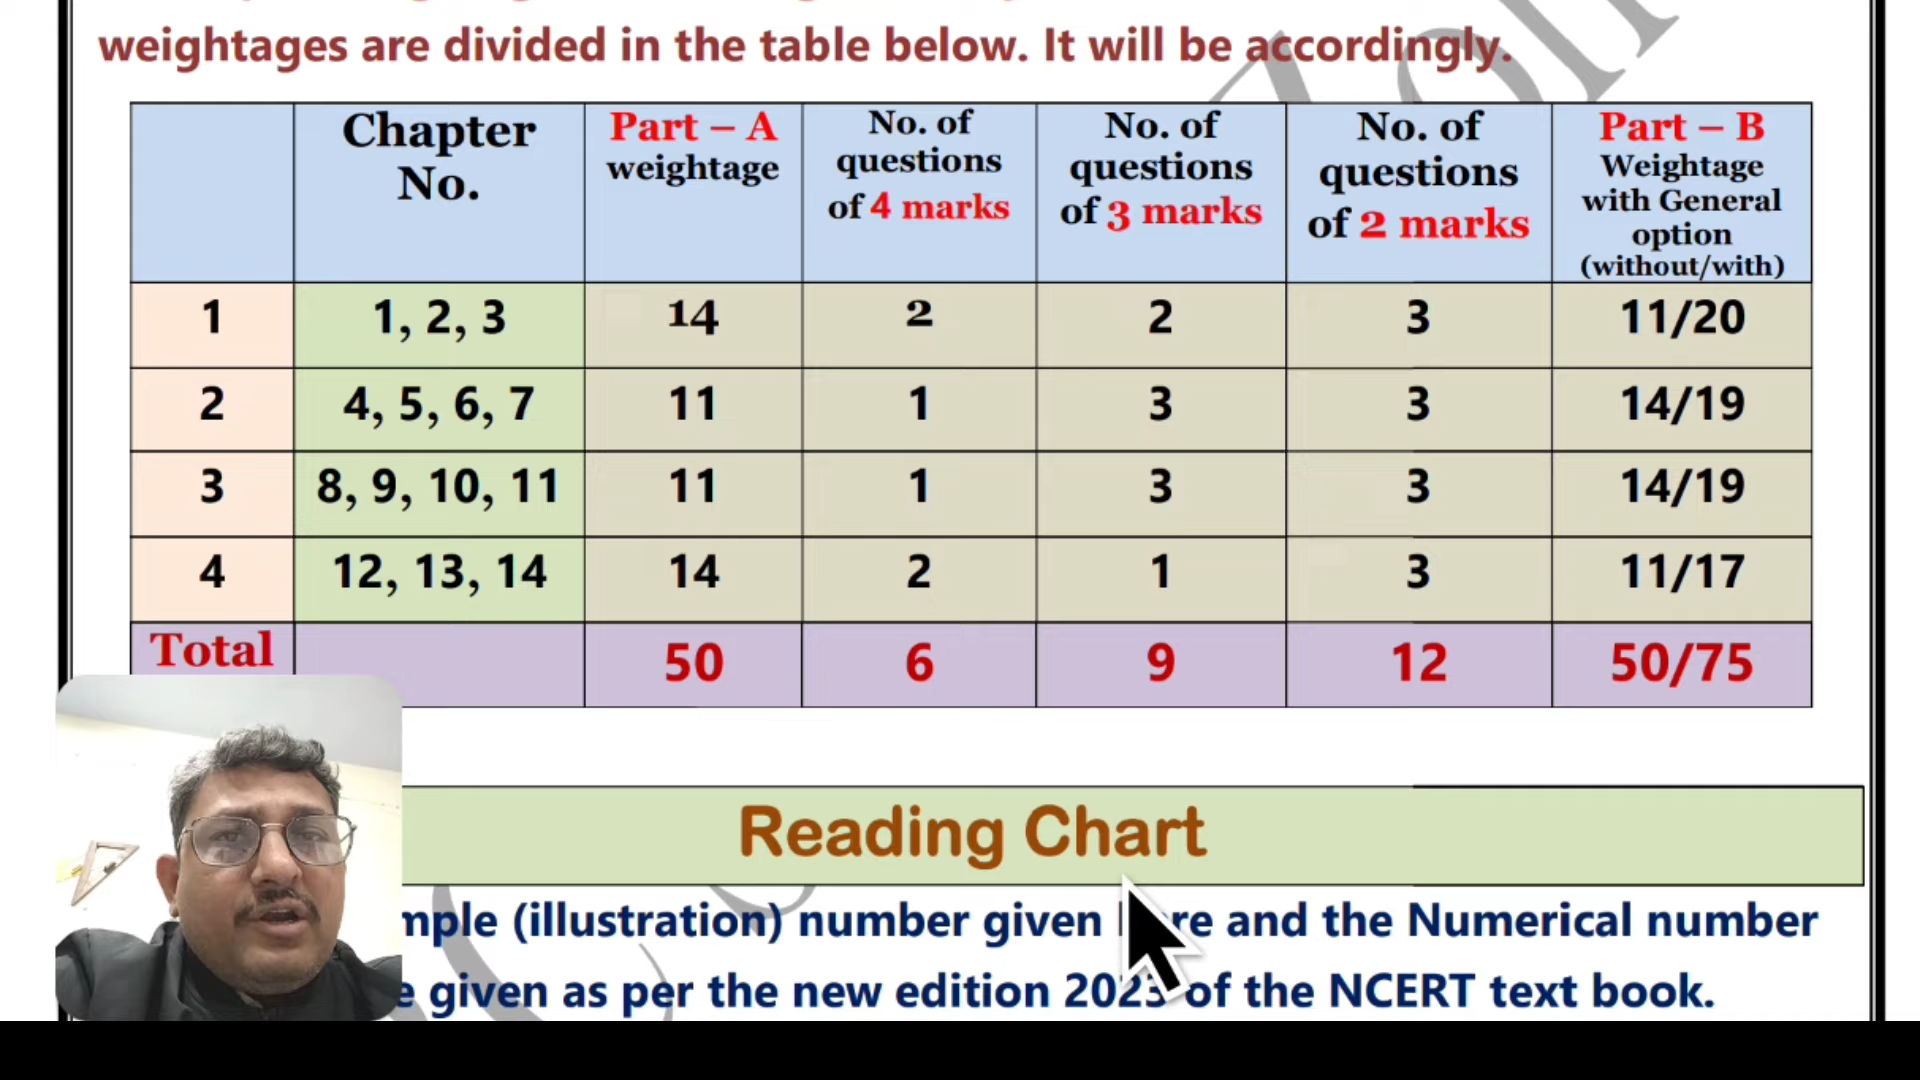 weightages are divided in the table below. It will be accordingly.
Chapter No. Part – A weightage No. of questions of 4 marks No. of questions of 3 marks No. of questions of 2 marks Part – B Weightage with General option (without/with)
1 1, 2, 3 14 2 2 3 11/20
2 4, 5, 6, 7 11 1 3 3 14/19
3 8, 9, 10, 11 11 1 3 3 14/19
4 12, 13, 14 14 2 1 3 11/17
Total 50 6 9 12 50/75
Reading Chart
(illustration) number given and the Numerical number
given as per the new edition 2023 of the NCERT text book.